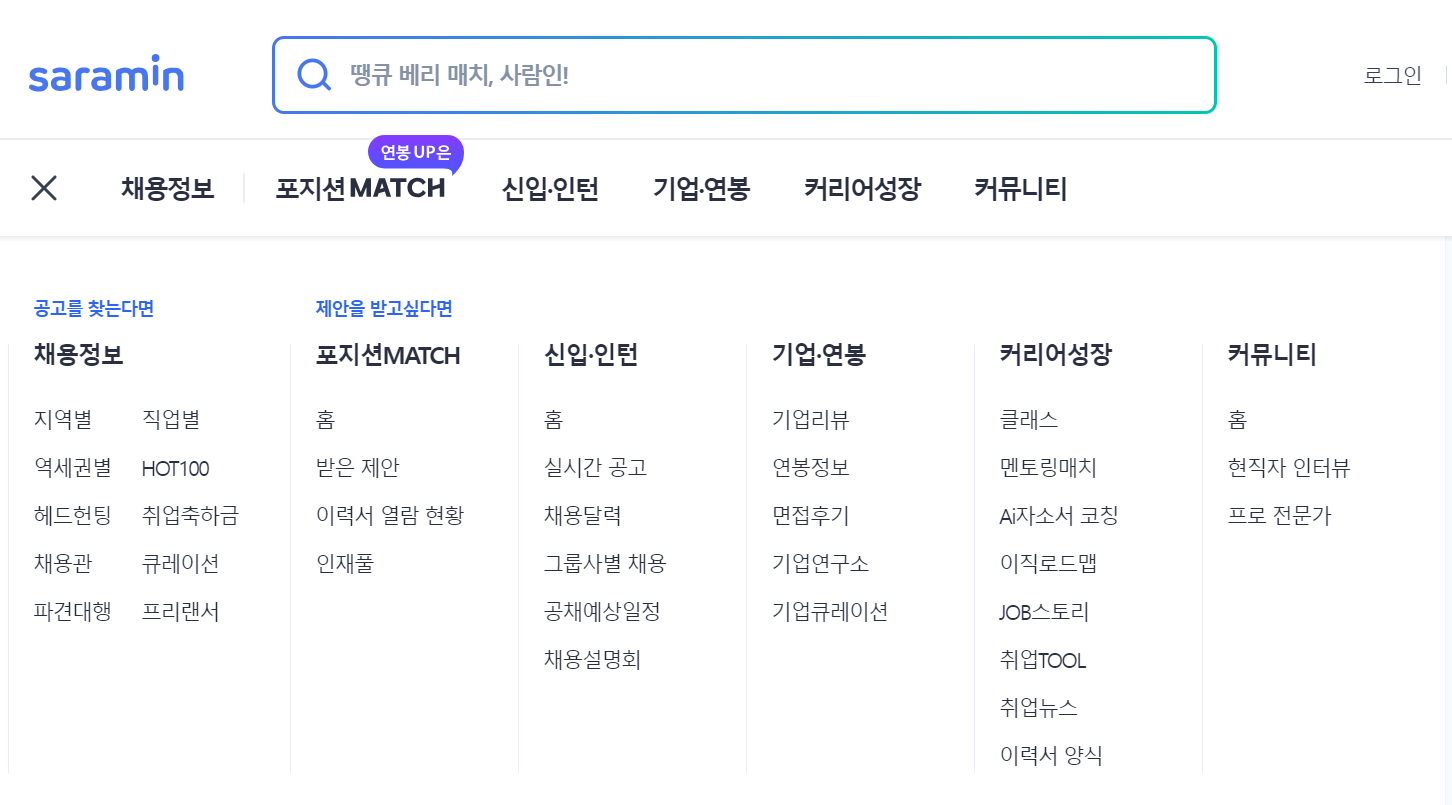 saramin
땡큐 베리 매치, 사람인!
로그인
연봉 UP은
채용정보 포지션 MATCH 신입·인턴 기업·연봉 커리어성장 커뮤니티
공고를 찾는다면
채용정보
지역별 직업별
역세권별 HOT100
헤드헌팅 취업축하금
채용관 큐레이션
파견대행 프리랜서
제안을 받고싶다면
포지션MATCH
홈
받은 제안
이력서 열람 현황
인재풀
신입·인턴
홈
실시간 공고
채용달력
그룹사별 채용
공채예상일정
채용설명회
기업·연봉
기업리뷰
연봉정보
면접후기
기업연구소
기업큐레이션
커리어성장
클래스
멘토링매치
Ai자소서 코칭
이직로드맵
JOB스토리
취업TOOL
취업뉴스
이력서 양식
커뮤니티
홈
현직자 인터뷰
프로 전문가